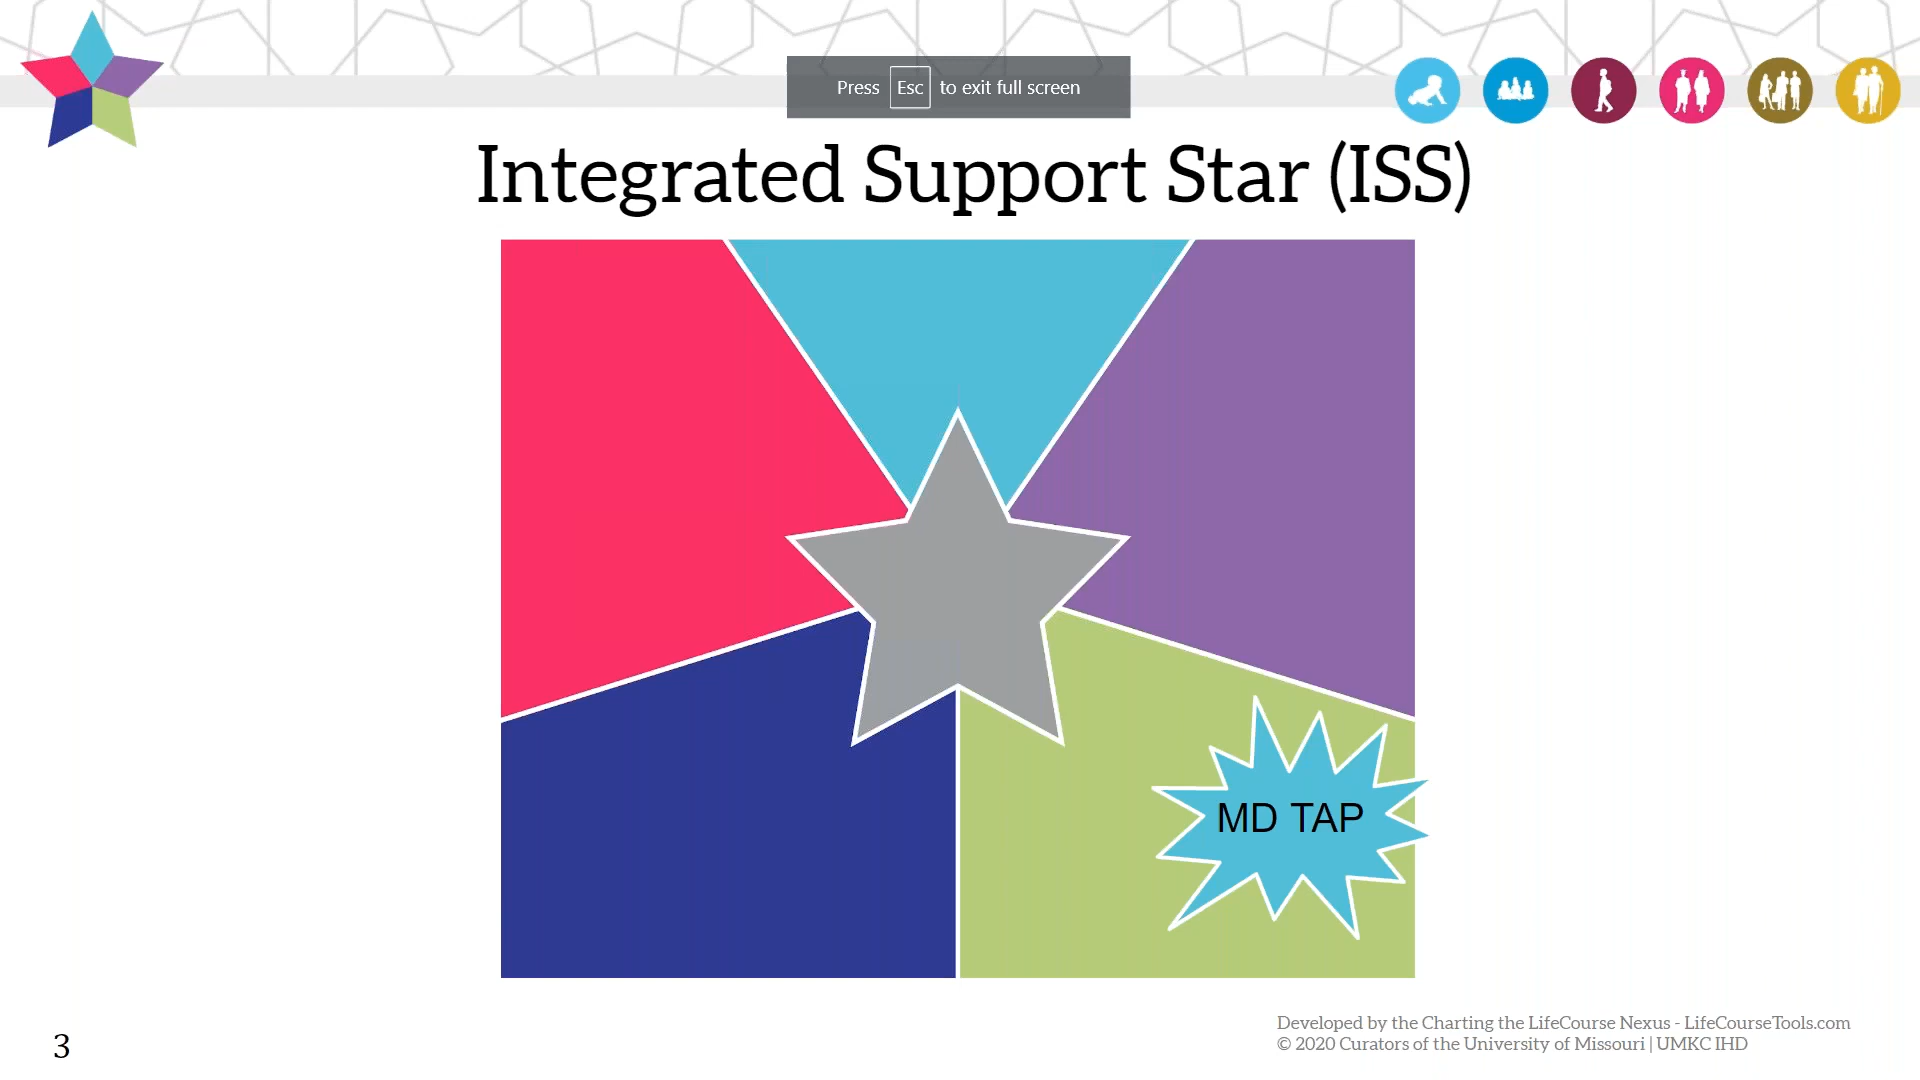 Press Esc to exit full screen
Integrated Support Star (ISS)
MD TAP
3
Developed by the Charting the LifeCourse Nexus - LifeCourseTools.com
© 2020 Curators of the University of Missouri | UMKC IHD